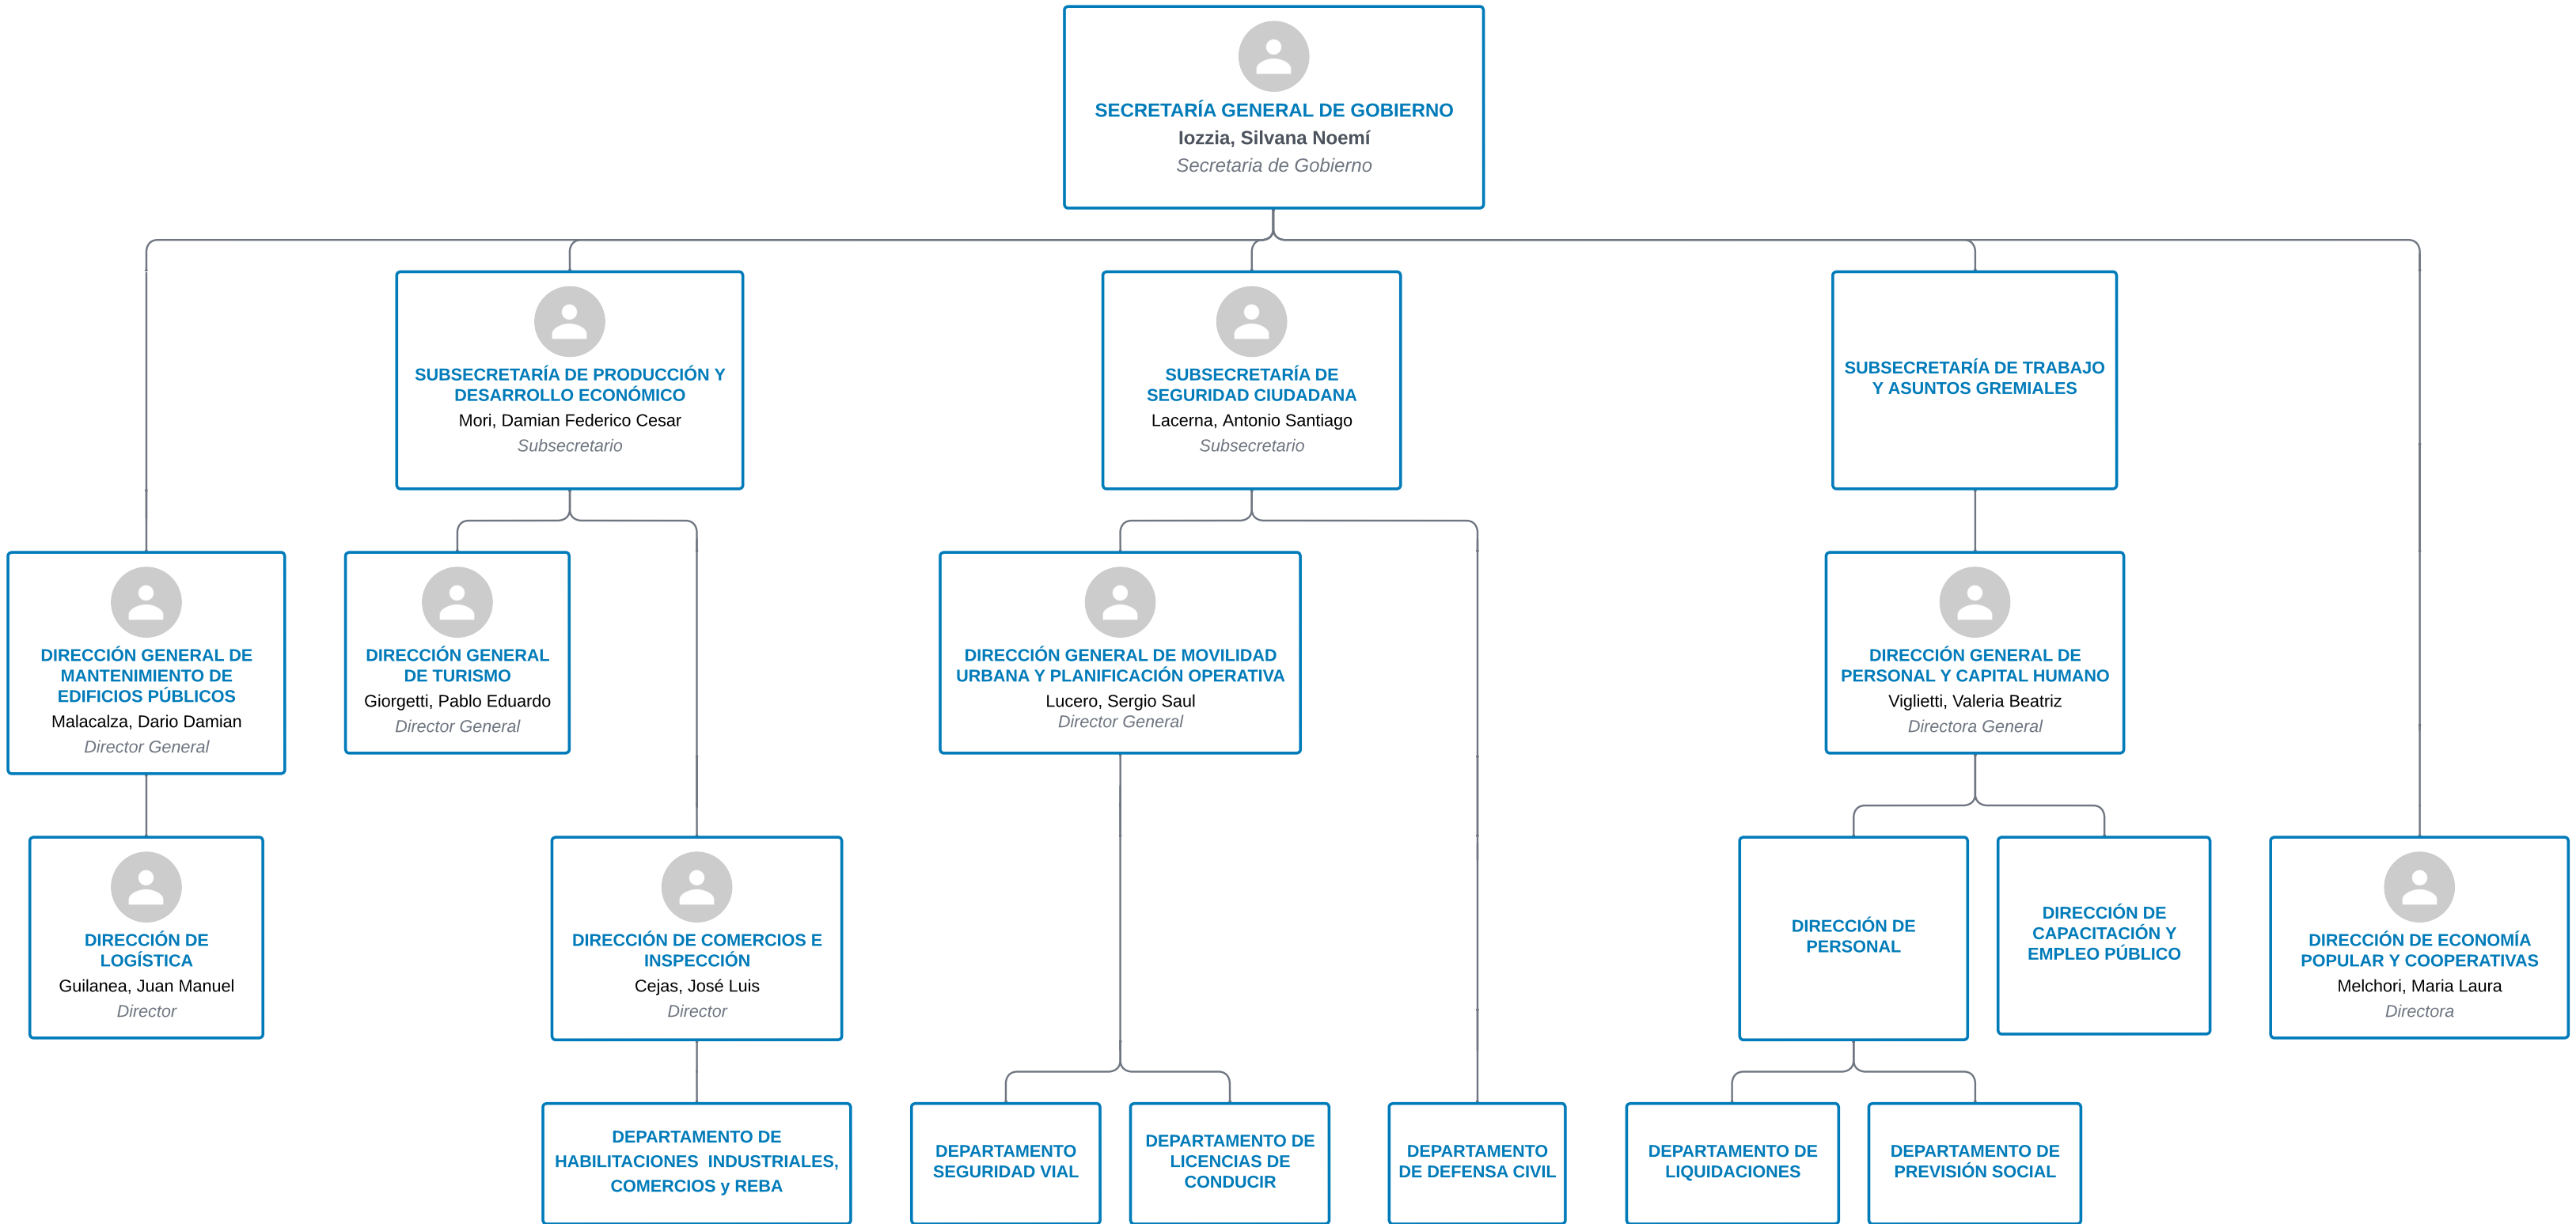 SECRETARÍA GENERAL DE GOBIERNO
Iozzia, Silvana Noemí
Secretaria de Gobierno
SUBSECRETARÍA DE PRODUCCIÓN Y
DESARROLLO ECONÓMICO
Mori, Damian Federico Cesar
Subsecretario
SUBSECRETARÍA DE
SEGURIDAD CIUDADANA
Lacerna, Antonio Santiago
Subsecretario
SUBSECRETARÍA DE TRABAJO
Y ASUNTOS GREMIALES
DIRECCIÓN GENERAL DE
MANTENIMIENTO DE
EDIFICIOS PÚBLICOS
Malacalza, Dario Damian
Director General
DIRECCIÓN GENERAL
DE TURISMO
Giorgetti, Pablo Eduardo
Director General
DIRECCIÓN GENERAL DE MOVILIDAD
URBANA Y PLANIFICACIÓN OPERATIVA
Lucero, Sergio Saul
Director General
DIRECCIÓN GENERAL DE
PERSONAL Y CAPITAL HUMANO
Viglietti, Valeria Beatriz
Directora General
DIRECCIÓN DE
LOGÍSTICA
Guilanea, Juan Manuel
Director
DIRECCIÓN DE COMERCIOS E
INSPECCIÓN
Cejas, José Luis
Director
DIRECCIÓN DE
PERSONAL
DIRECCIÓN DE
CAPACITACIÓN Y
EMPLEO PÚBLICO
DIRECCIÓN DE ECONOMÍA
POPULAR Y COOPERATIVAS
Melchori, Maria Laura
Directora
DEPARTAMENTO DE
HABILITACIONES  INDUSTRIALES,
COMERCIOS y REBA
DEPARTAMENTO
SEGURIDAD VIAL
DEPARTAMENTO DE
LICENCIAS DE
CONDUCIR
DEPARTAMENTO
DE DEFENSA CIVIL
DEPARTAMENTO DE
LIQUIDACIONES
DEPARTAMENTO DE
PREVISIÓN SOCIAL